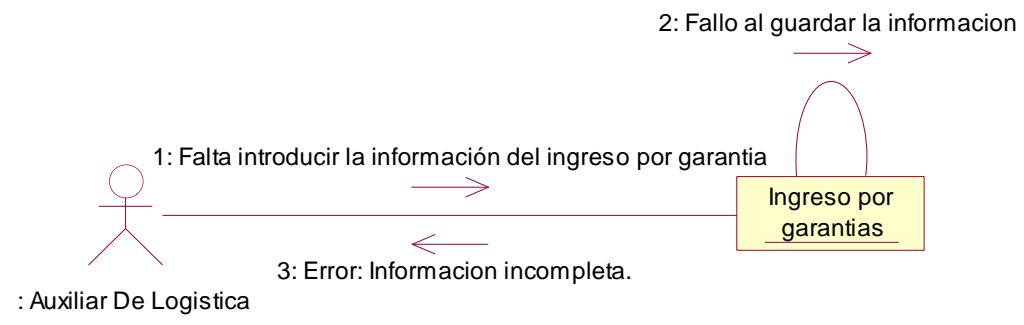 2: Fallo al guardar la informacion
1: Falta introducir la información del ingreso por garantia
Ingreso por
garantias
3: Error: Informacion incompleta.
: Auxiliar De Logistica